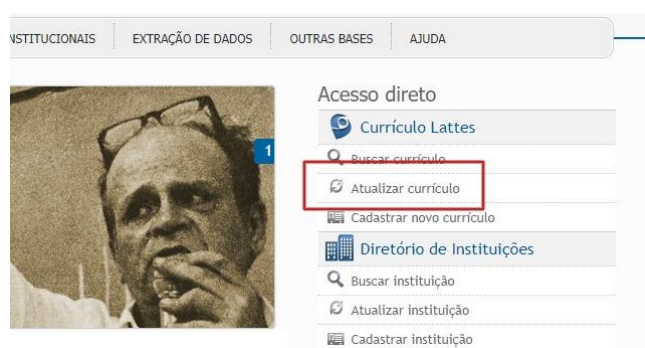 NSTITUCIONAIS EXTRAÇÃO DE DADOS OUTRAS BASES AJUDA
1
Acesso direto
Currículo Lattes
Buscar currículo
Atualizar currículo
Cadastrar novo currículo
Diretório de Instituições
Buscar instituição
Atualizar instituição
Cadastrar instituição